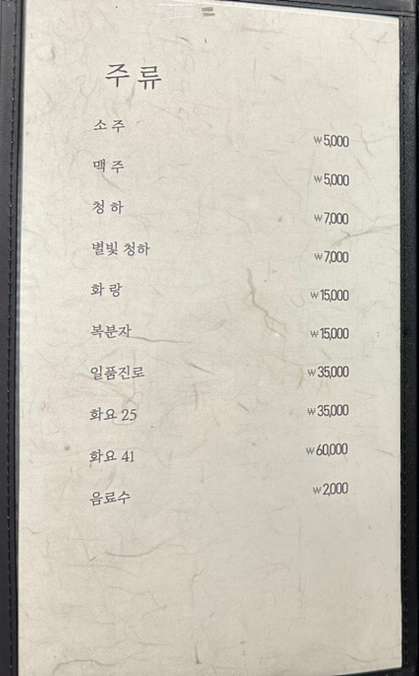 주류
소주 ₩5,000
맥주 ₩5,000
청하 ₩7,000
별빛 청하 ₩7,000
화랑 ₩15,000
복분자 ₩15,000
일품진로 ₩35,000
화요 25 ₩35,000
화요 41 ₩60,000
음료수 ₩2,000